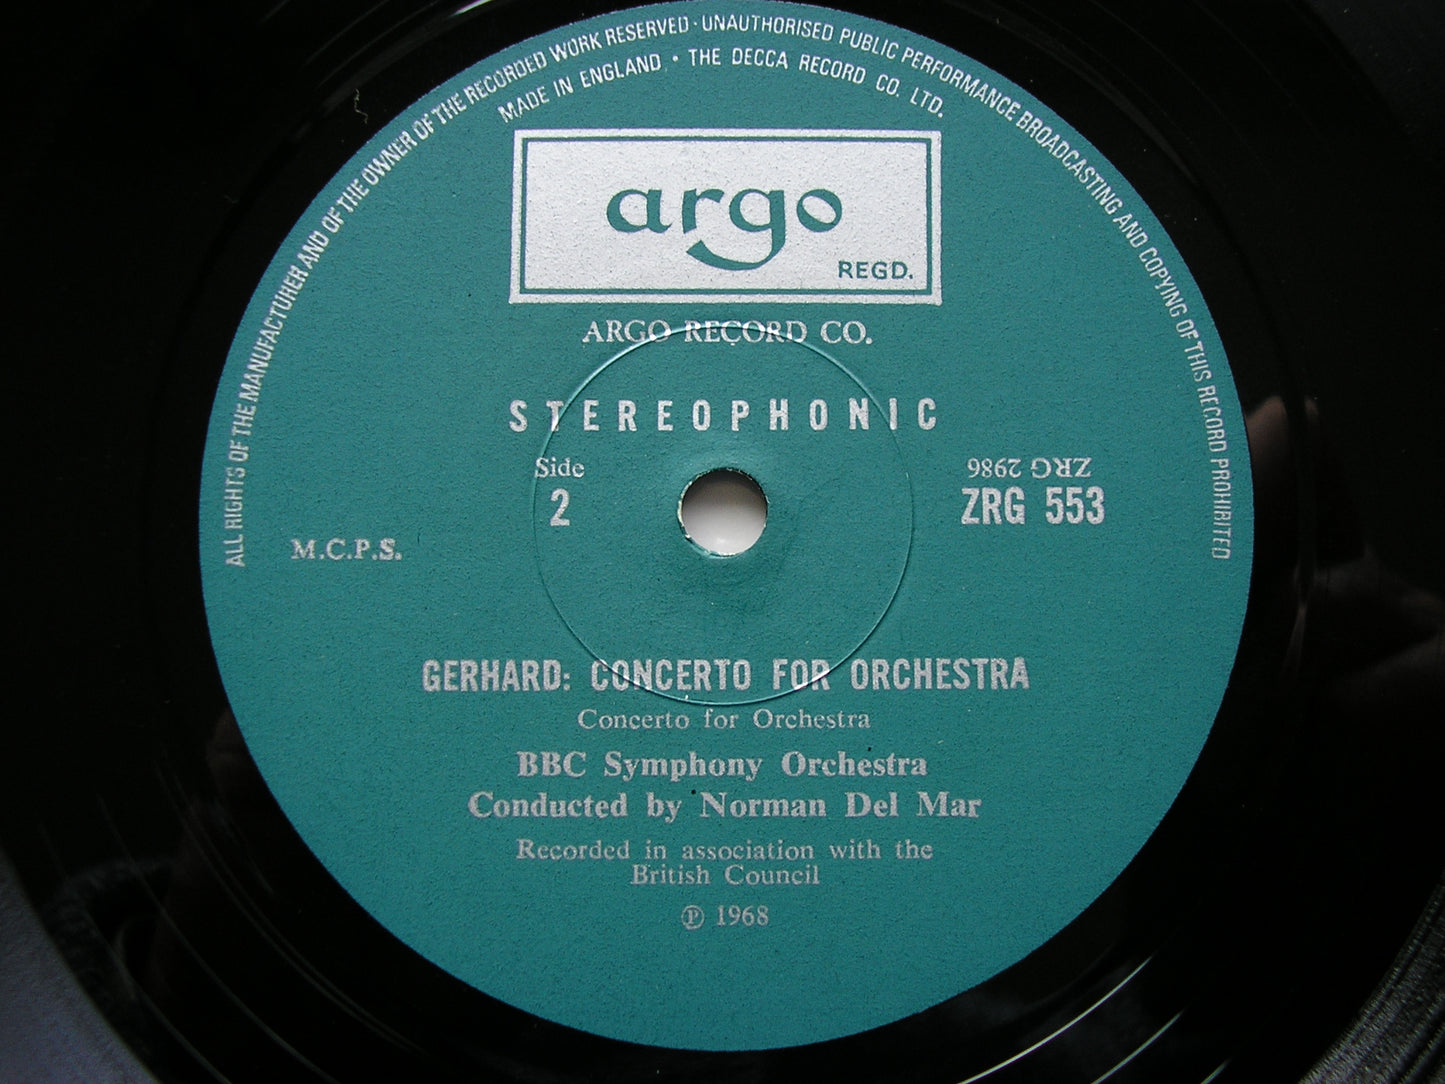 ALL RIGHTS OF THE MANUFACTURER AND OF THE OWNER OF THE RECORDED WORK RESERVED · UNAUTHORISED PUBLIC PERFORMANCE BROADCASTING AND COPYING OF THIS RECORD PROHIBITED
MADE IN ENGLAND · THE DECCA RECORD CO. LTD.
argo
REGD.
ARGO RECORD CO.
STEREOPHONIC
Side
2
ZRG 2986
ZRG 553
M.C.P.S.
GERHARD: CONCERTO FOR ORCHESTRA
Concerto for Orchestra
BBC Symphony Orchestra
Conducted by Norman Del Mar
Recorded in association with the
British Council
℗ 1968